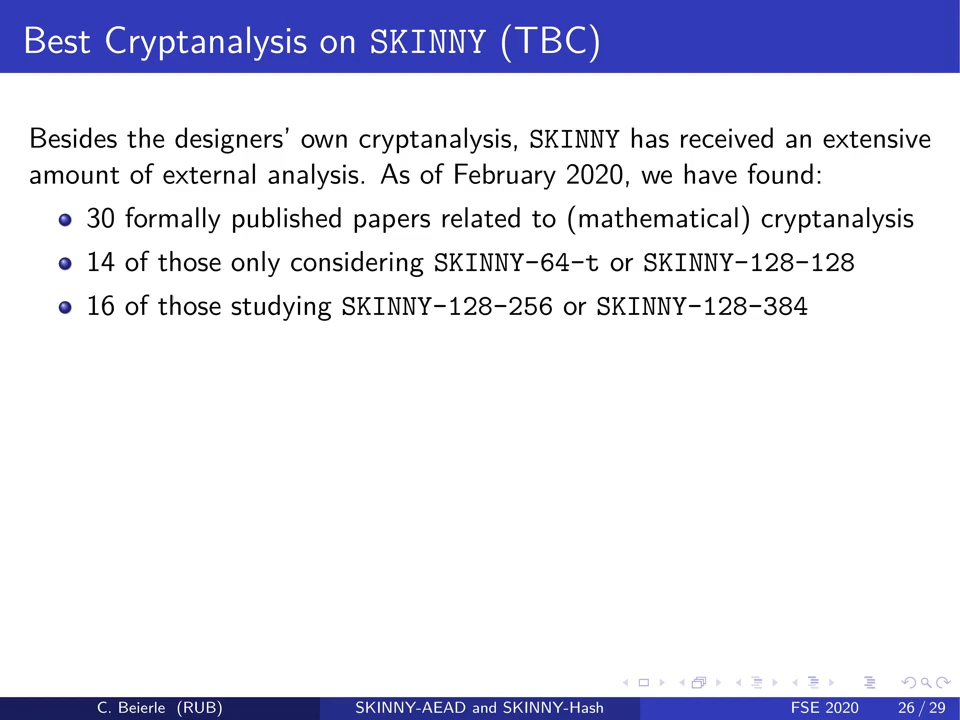 Best Cryptanalysis on SKINNY (TBC)
Besides the designers’ own cryptanalysis, SKINNY has received an extensive
amount of external analysis. As of February 2020, we have found:
30 formally published papers related to (mathematical) cryptanalysis
14 of those only considering SKINNY-64-t or SKINNY-128-128
16 of those studying SKINNY-128-256 or SKINNY-128-384
C. Beierle (RUB) SKINNY-AEAD and SKINNY-Hash FSE 2020 26 / 29